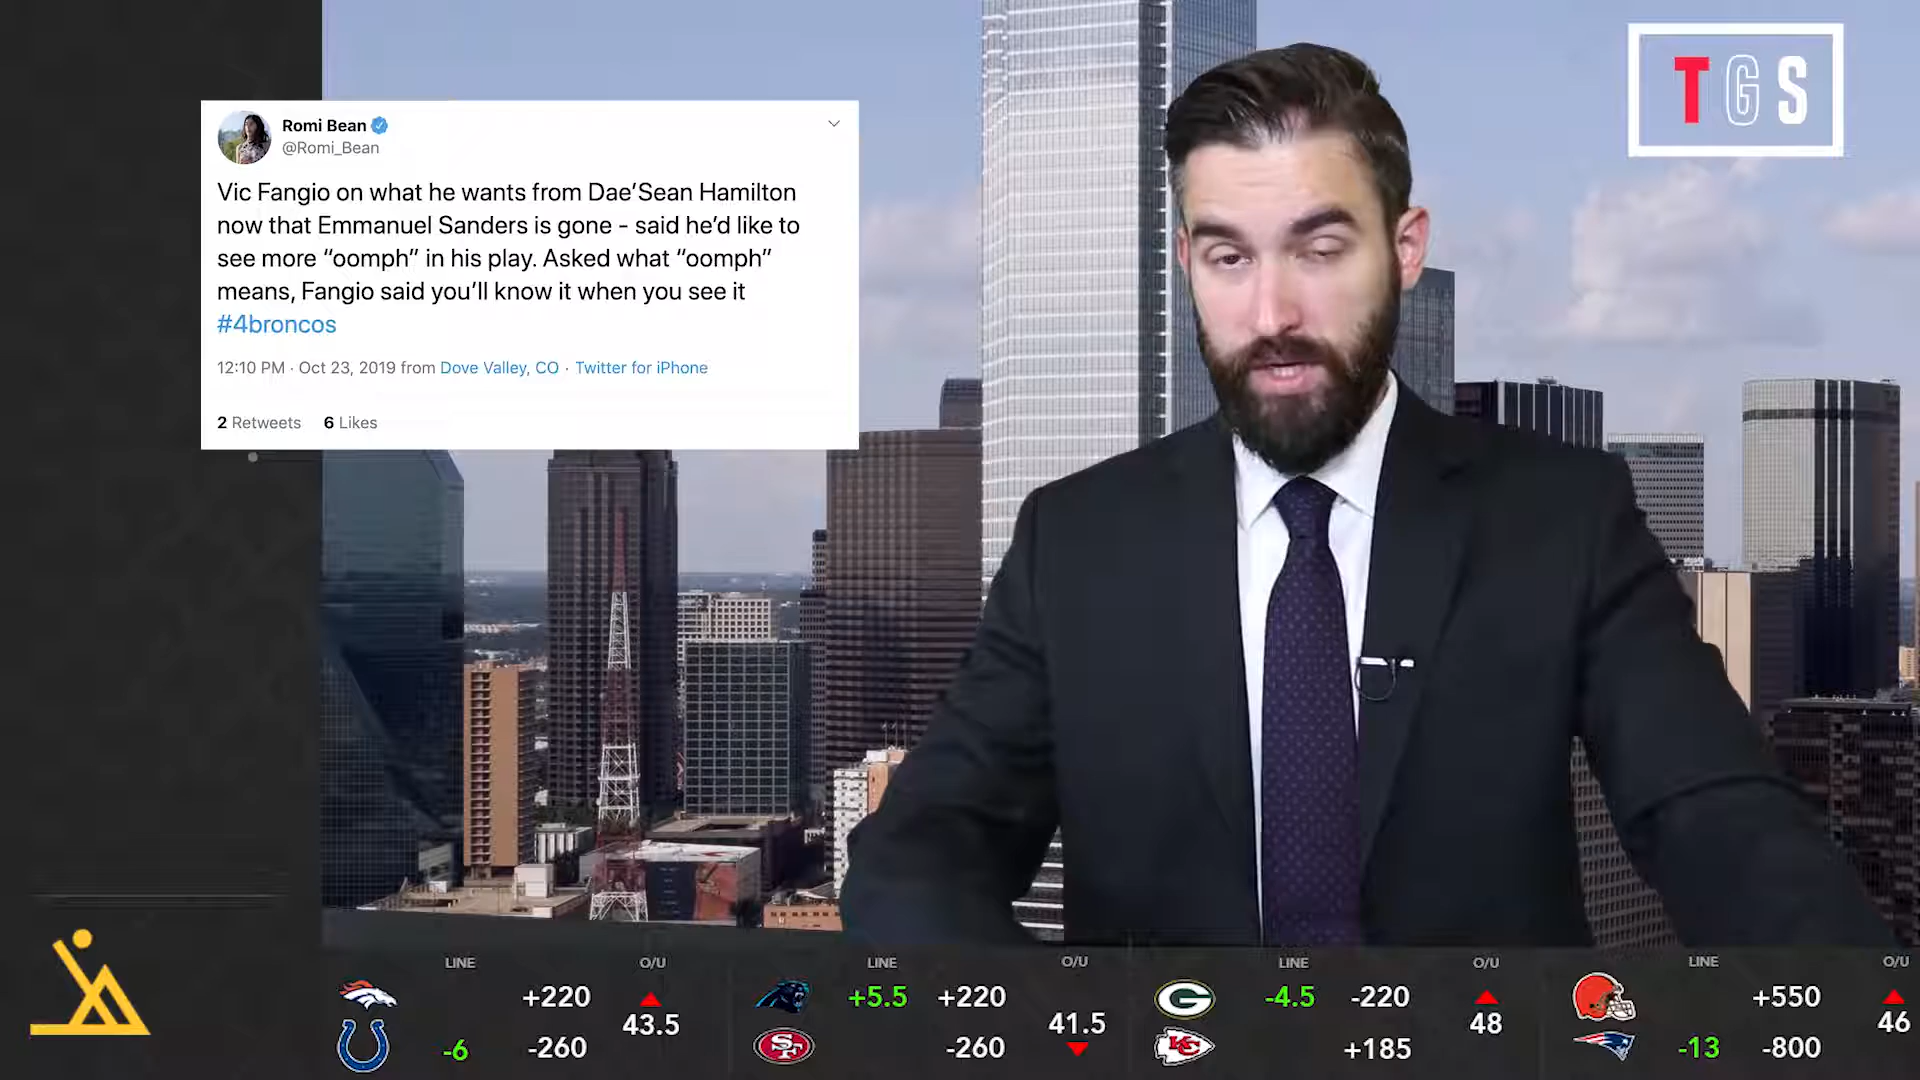 TGS
Romi Bean
@Romi_Bean
Vic Fangio on what he wants from Dae’Sean Hamilton
now that Emmanuel Sanders is gone - said he’d like to
see more “oomph” in his play. Asked what “oomph”
means, Fangio said you’ll know it when you see it
#4broncos
12:10 PM · Oct 23, 2019 from Dove Valley, CO · Twitter for iPhone
2 Retweets 6 Likes
LINE O/U LINE O/U LINE O/U LINE O/U
+220 +5.5 +220 G -4.5 -220 +550
43.5 41.5 48 46
-6 -260 SF -260 KC +185 -13 -800